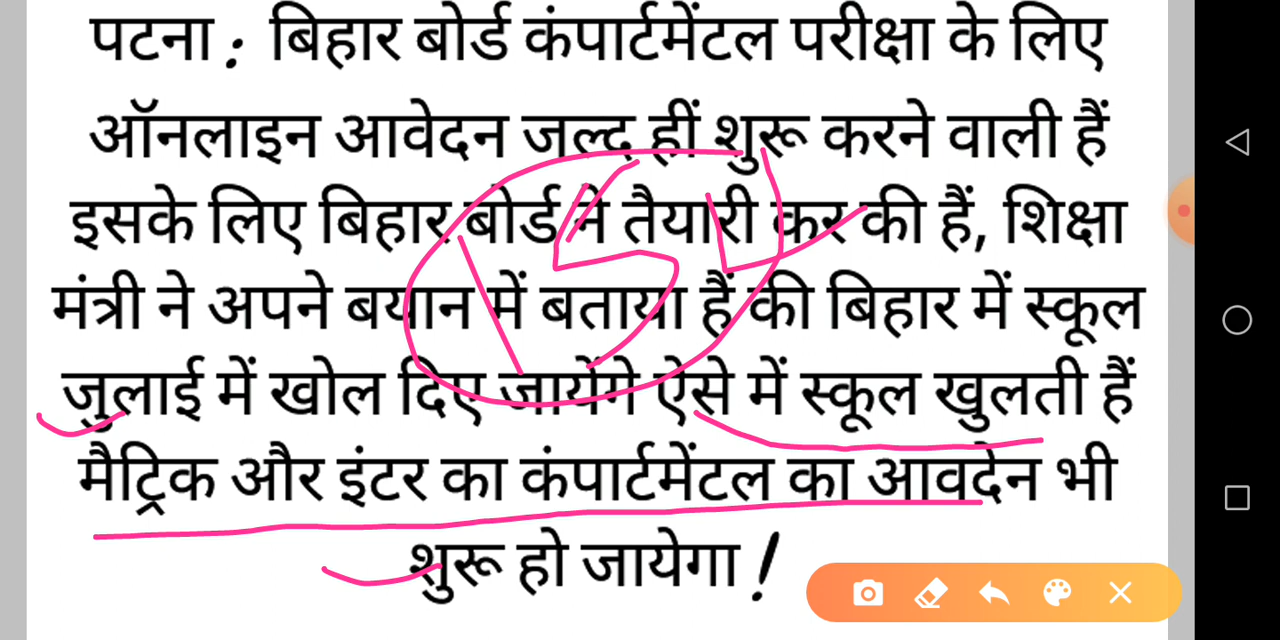 पटना : बिहार बोर्ड कंपार्टमेंटल परीक्षा के लिए
ऑनलाइन आवेदन जल्द हीं शुरू करने वाली हैं
इसके लिए बिहार बोर्ड ने तैयारी कर की हैं, शिक्षा
मंत्री ने अपने बयान में बताया हैं की बिहार में स्कूल
जुलाई में खोल दिए जायेंगे ऐसे में स्कूल खुलती हैं
मैट्रिक और इंटर का कंपार्टमेंटल का आवदेन भी
शुरू हो जायेगा !
15